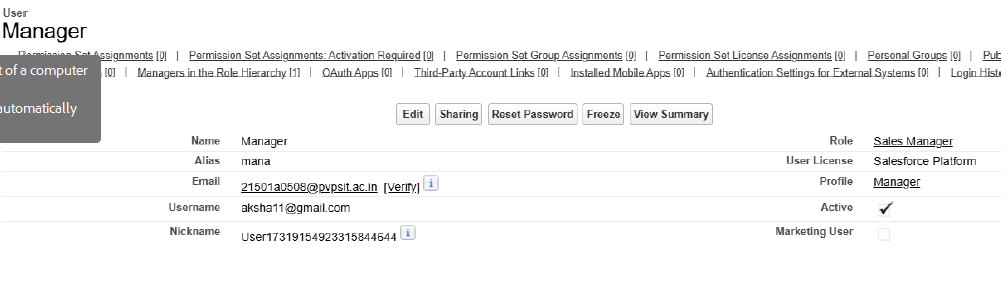 User
Manager
Permission Set Assignments [0] | Permission Set Assignments: Activation Required [0] | Permission Set Group Assignments [0] | Permission Set License Assignments [0] | Personal Groups [0] | Pub
[0] | Managers in the Role Hierarchy [1] | OAuth Apps [0] | Third-Party Account Links [0] | Installed Mobile Apps [0] | Authentication Settings for External Systems [0] | Login Histo
t of a computer
automatically
Edit Sharing Reset Password Freeze View Summary
Name Manager Role Sales Manager
Alias mana User License Salesforce Platform
Email 21501a0508@pvpsit.ac.in [Verify] i Profile Manager
Username aksha11@gmail.com Active
Nickname User17319154923315844644 i Marketing User